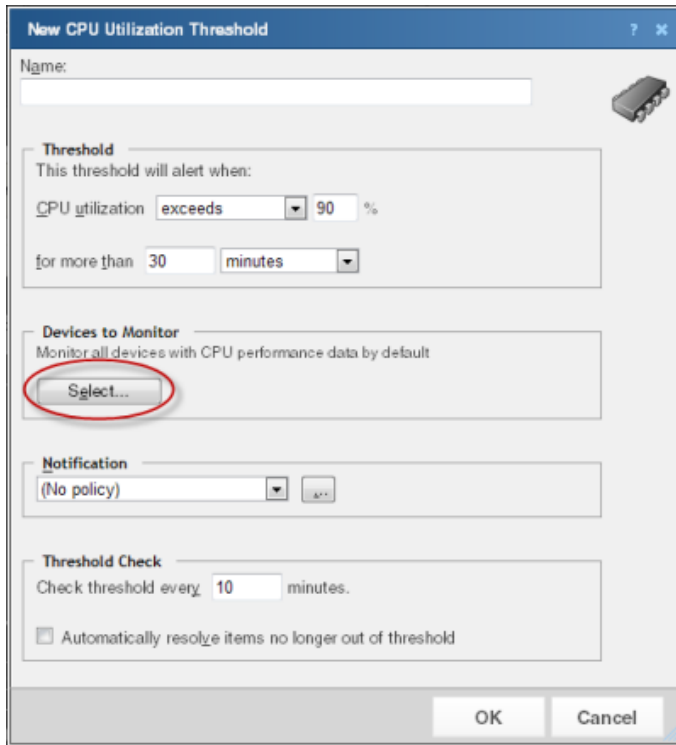 New CPU Utilization Threshold ? ×
Name:
Threshold
This threshold will alert when:
CPU utilization exceeds 90 %
for more than 30 minutes
Devices to Monitor
Monitor all devices with CPU performance data by default
Select...
Notification
(No policy) ...
Threshold Check
Check threshold every 10 minutes.
Automatically resolve items no longer out of threshold
OK Cancel